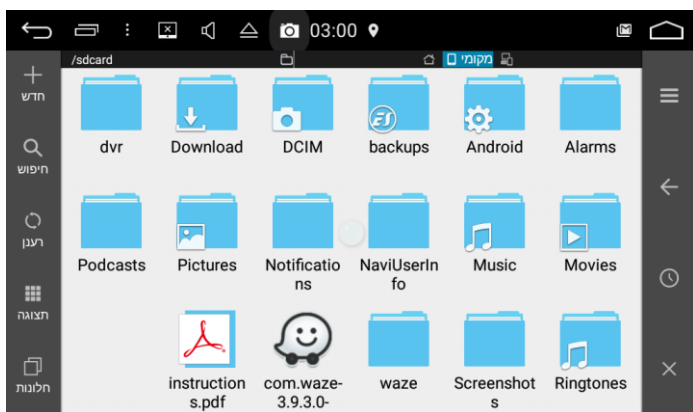 03:00
/sdcard
מקומי
חדש
חיפוש
רענן
תצוגה
חלונות
dvr
Download
DCIM
backups
Android
Alarms
Podcasts
Pictures
Notificatio
ns
NaviUserIn
fo
Music
Movies
instruction
s.pdf
com.waze-
3.9.3.0-
waze
Screenshot
s
Ringtones